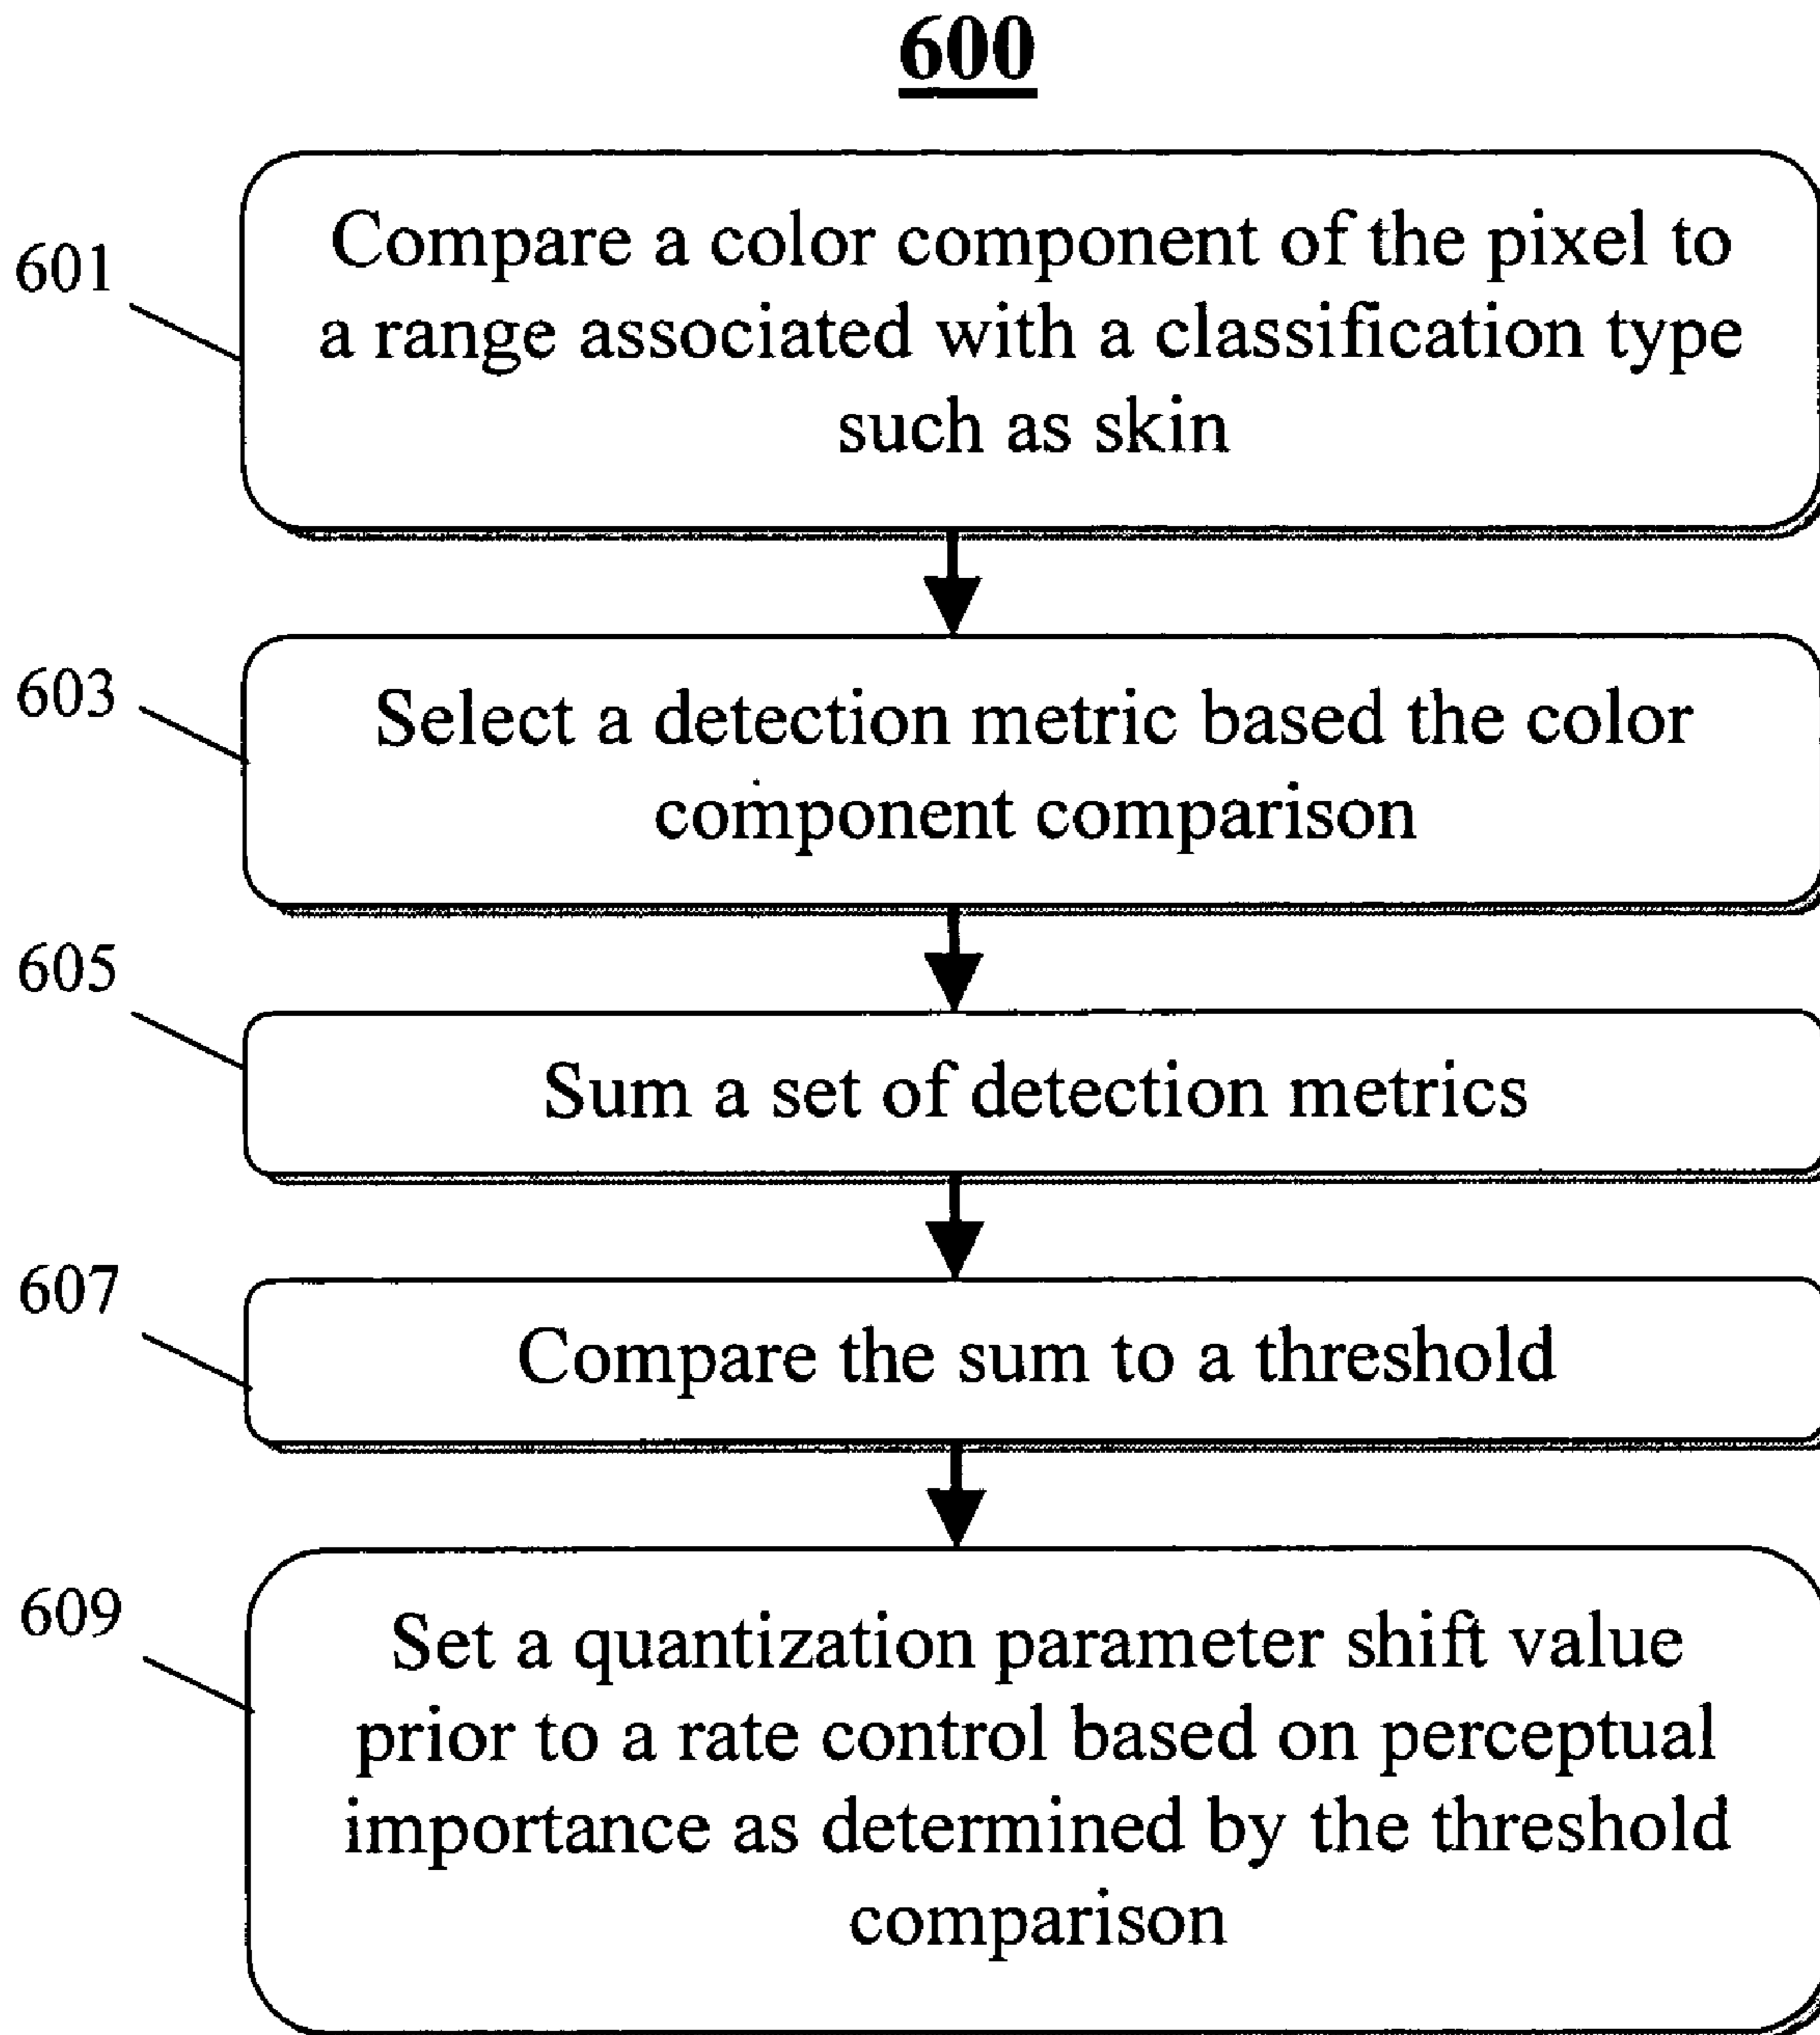 600
601
Compare a color component of the pixel to
a range associated with a classification type
such as skin
603
Select a detection metric based the color
component comparison
605
Sum a set of detection metrics
607
Compare the sum to a threshold
609
Set a quantization parameter shift value
prior to a rate control based on perceptual
importance as determined by the threshold
comparison